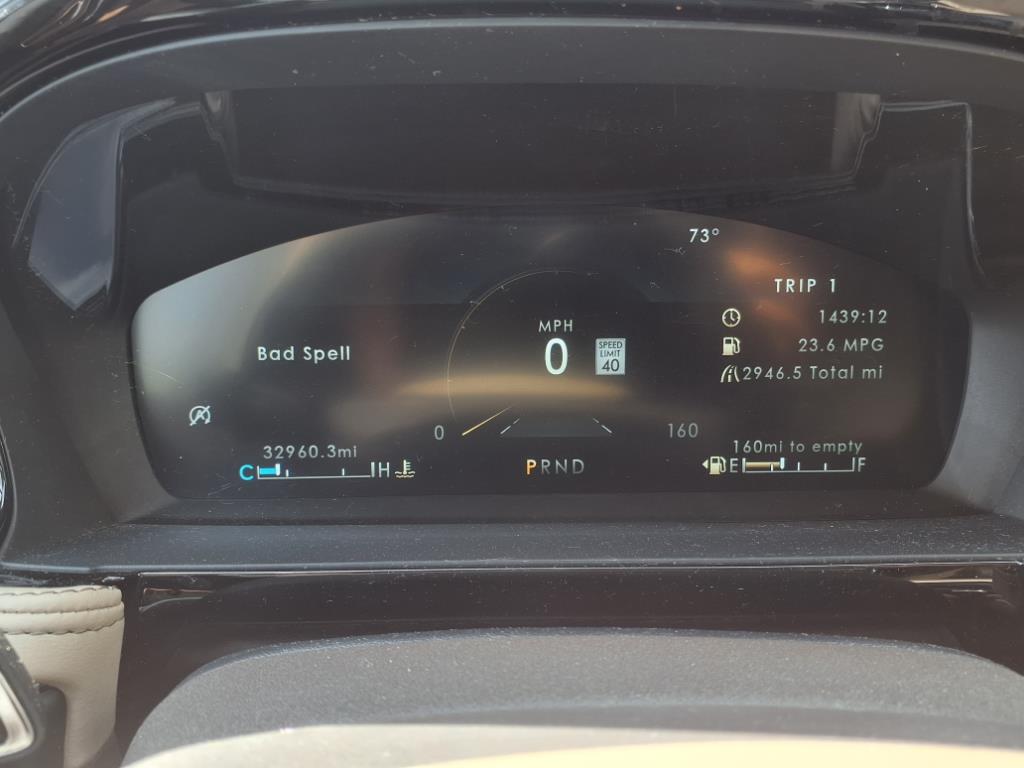 73°
TRIP 1
1439:12
23.6 MPG
2946.5 Total mi
Bad Spell
MPH
0
SPEED
LIMIT
40
0
160
32960.3mi
C H
PRND
160mi to empty
E F